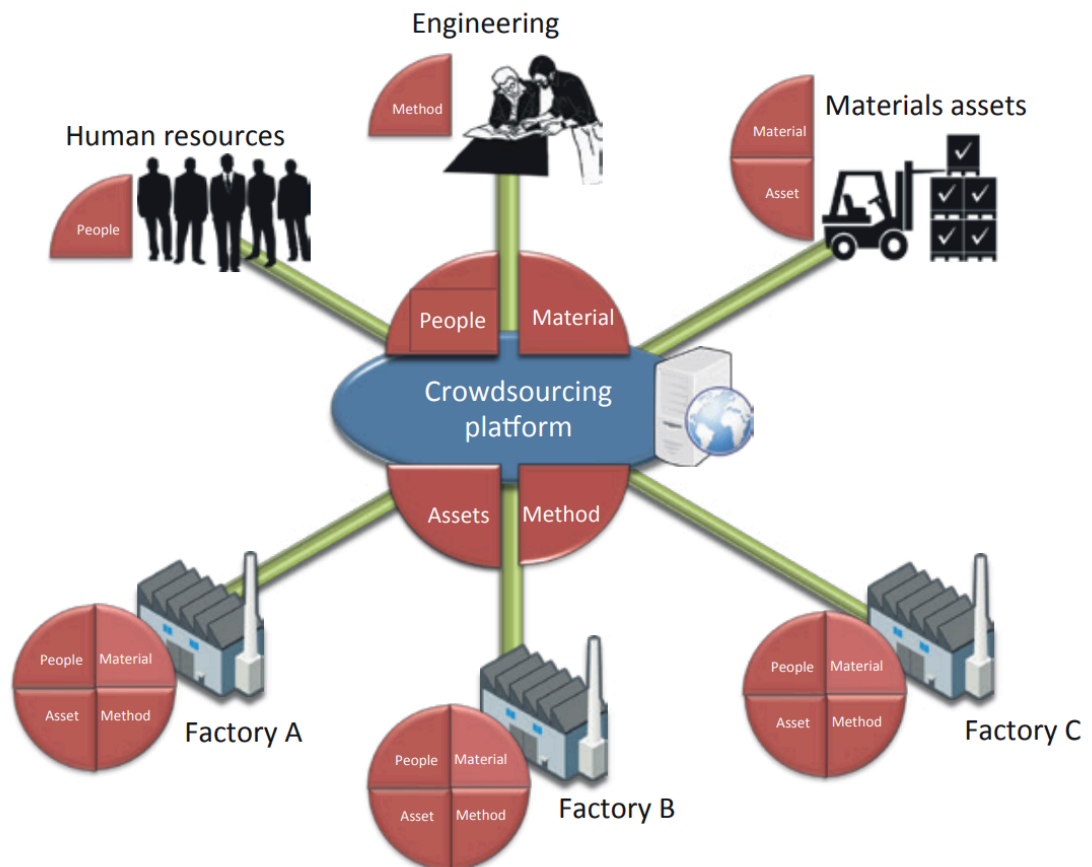 Engineering
Method
Materials assets
Material
Asset
Human resources
People
People
Material
Crowdsourcing
platform
Assets
Method
People
Material
Asset
Method
Factory A
People
Material
Asset
Method
Factory B
People
Material
Asset
Method
Factory C